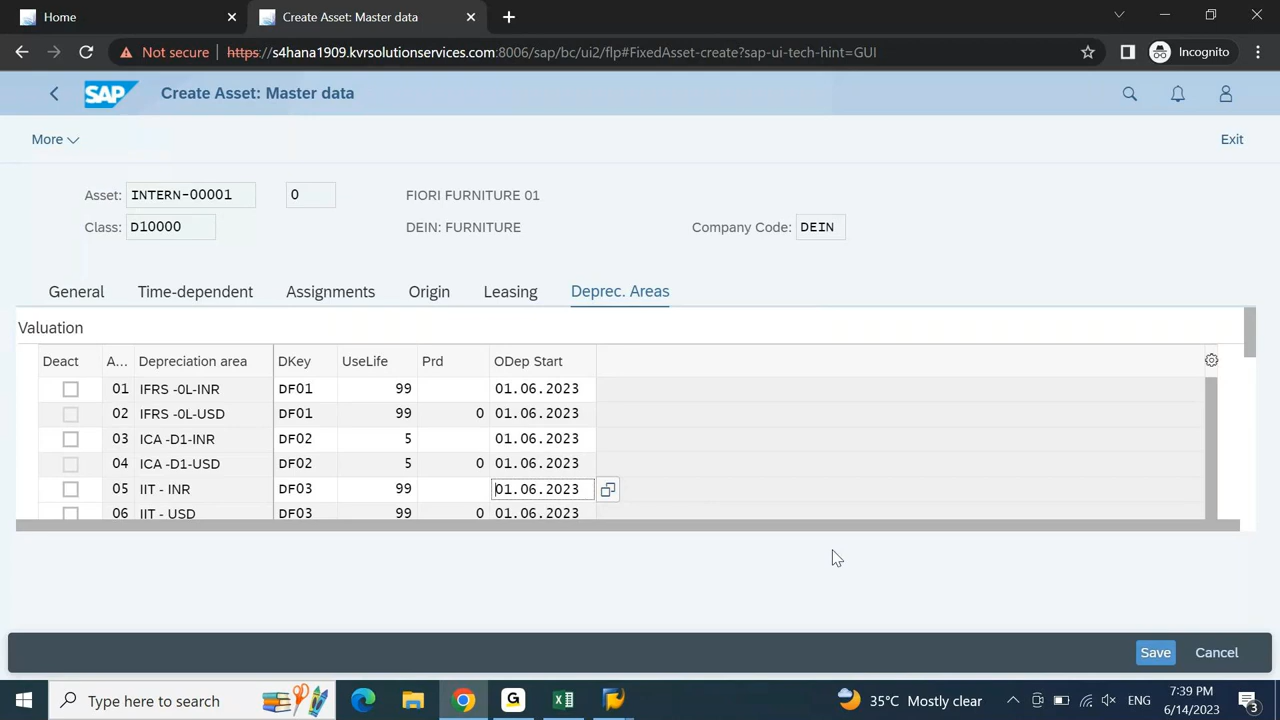 Home
Create Asset: Master data
Not secure
https://s4hana1909.kvrsolutionservices.com:8006/sap/bc/ui2/flp#FixedAsset-create?sap-ui-tech-hint=GUI
Incognito
SAP
Create Asset: Master data
More
Exit
Asset: INTERN-00001 0 FIORI FURNITURE 01
Class: D10000 DEIN: FURNITURE Company Code: DEIN
General Time-dependent Assignments Origin Leasing Deprec. Areas
Valuation
Deact A... Depreciation area DKey UseLife Prd ODep Start
01 IFRS -0L-INR DF01 99 01.06.2023
02 IFRS -0L-USD DF01 99 0 01.06.2023
03 ICA -D1-INR DF02 5 01.06.2023
04 ICA -D1-USD DF02 5 0 01.06.2023
05 IIT - INR DF03 99 01.06.2023
06 IIT - USD DF03 99 0 01.06.2023
Save Cancel
Type here to search
35°C Mostly clear
ENG
7:39 PM
6/14/2023
3